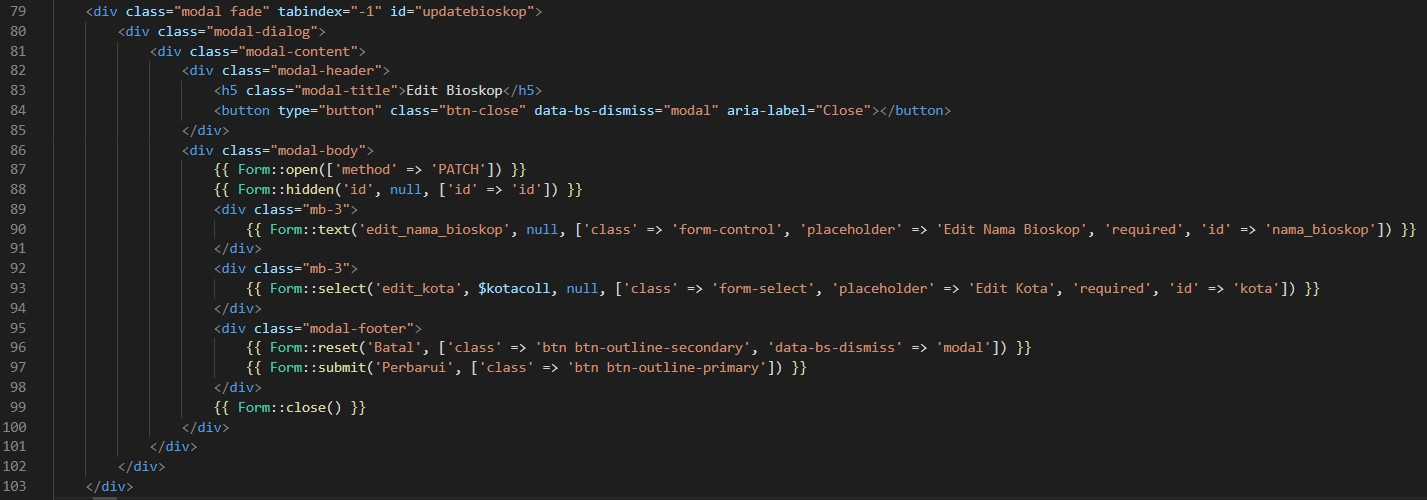 79 <div class="modal fade" tabindex="-1" id="updatebioskop">
80 <div class="modal-dialog">
81 <div class="modal-content">
82 <div class="modal-header">
83 <h5 class="modal-title">Edit Bioskop</h5>
84 <button type="button" class="btn-close" data-bs-dismiss="modal" aria-label="Close"></button>
85 </div>
86 <div class="modal-body">
87 {{ Form::open(['method' => 'PATCH']) }}
88 {{ Form::hidden('id', null, ['id' => 'id']) }}
89 <div class="mb-3">
90 {{ Form::text('edit_nama_bioskop', null, ['class' => 'form-control', 'placeholder' => 'Edit Nama Bioskop', 'required', 'id' => 'nama_bioskop']) }}
91 </div>
92 <div class="mb-3">
93 {{ Form::select('edit_kota', $kotacoll, null, ['class' => 'form-select', 'placeholder' => 'Edit Kota', 'required', 'id' => 'kota']) }}
94 </div>
95 <div class="modal-footer">
96 {{ Form::reset('Batal', ['class' => 'btn btn-outline-secondary', 'data-bs-dismiss' => 'modal']) }}
97 {{ Form::submit('Perbarui', ['class' => 'btn btn-outline-primary']) }}
98 </div>
99 {{ Form::close() }}
100 </div>
101 </div>
102 </div>
103 </div>